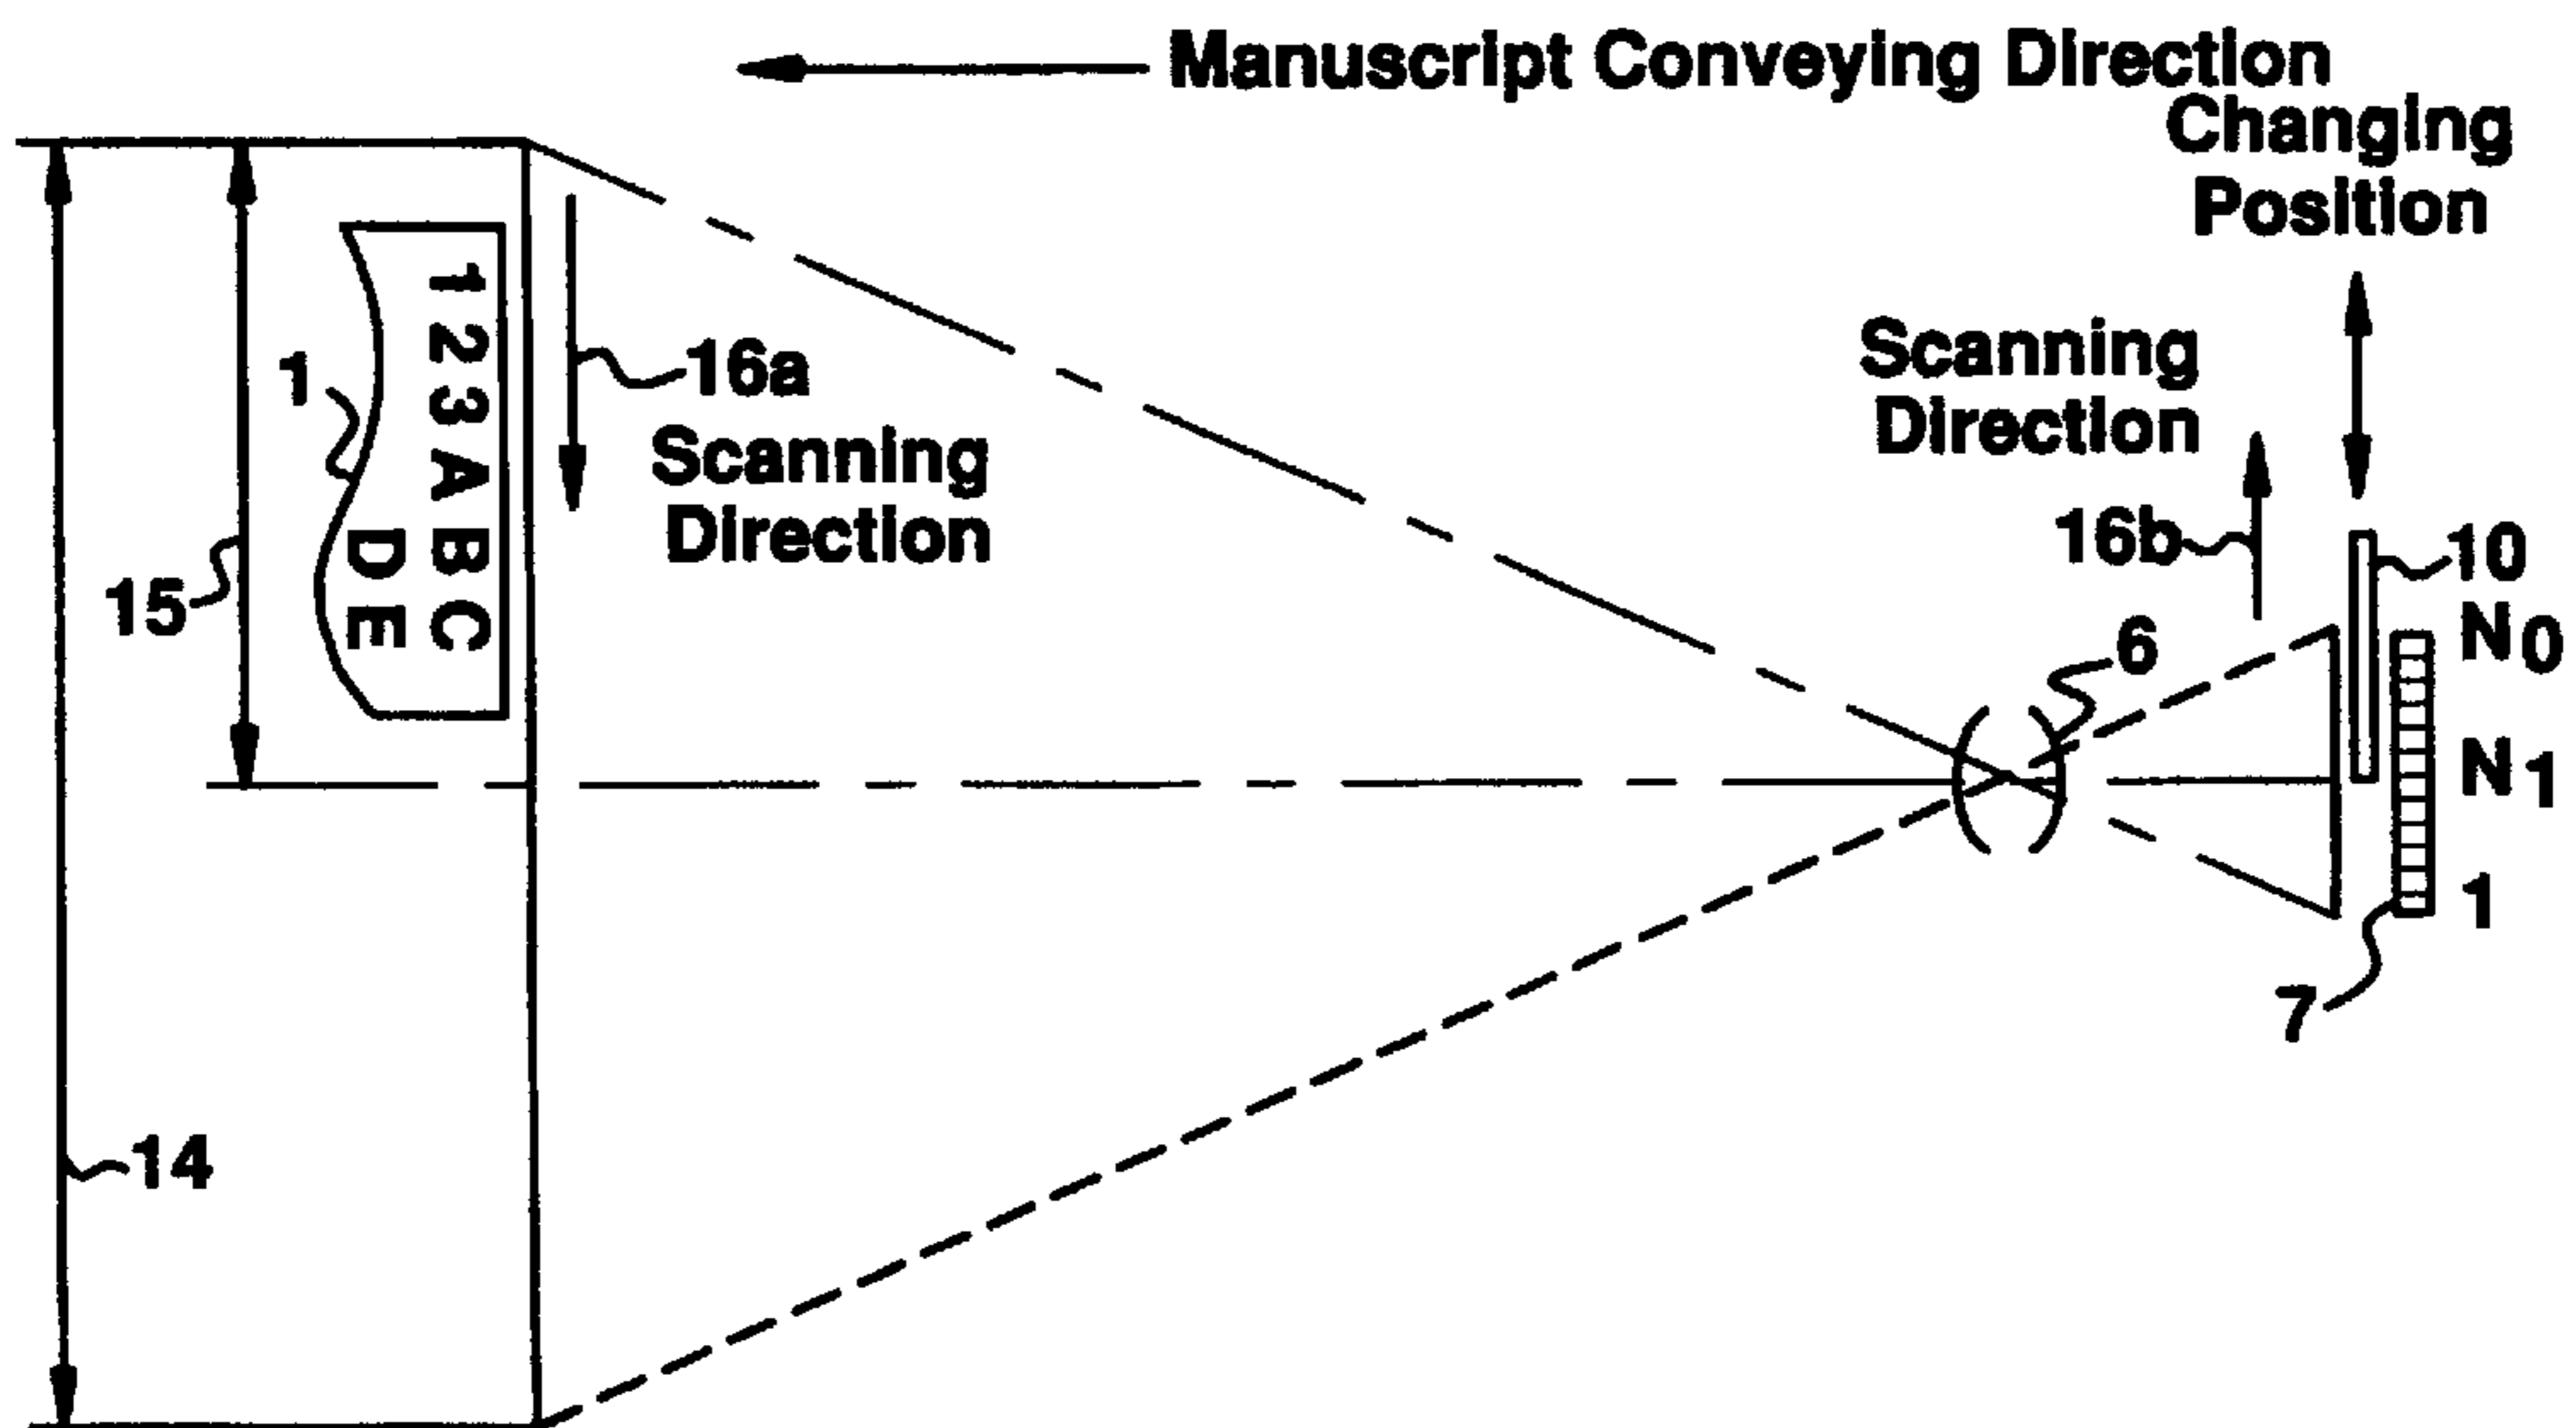 Manuscript Conveying Direction
Changing
Position
Scanning
Direction
16b
10
N0
6
N1
1
7
1 2 3 A B C
D E
1
16a
Scanning
Direction
15
14